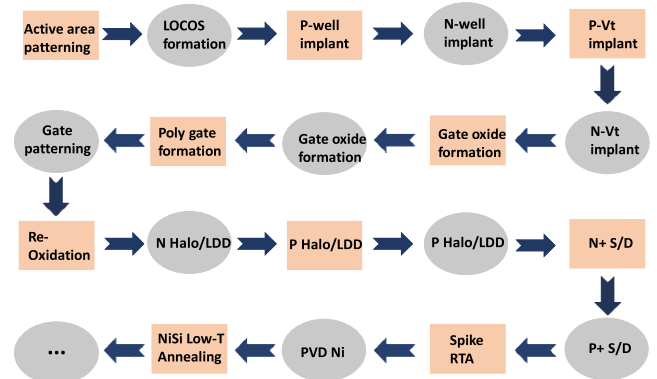 Active area
patterning
LOCOS
formation
P-well
implant
N-well
implant
P-Vt
implant
N-Vt
implant
Gate oxide
formation
Gate oxide
formation
Poly gate
formation
Gate
patterning
Re-
Oxidation
N Halo/LDD
P Halo/LDD
P Halo/LDD
N+ S/D
P+ S/D
Spike
RTA
PVD Ni
NiSi Low-T
Annealing
...